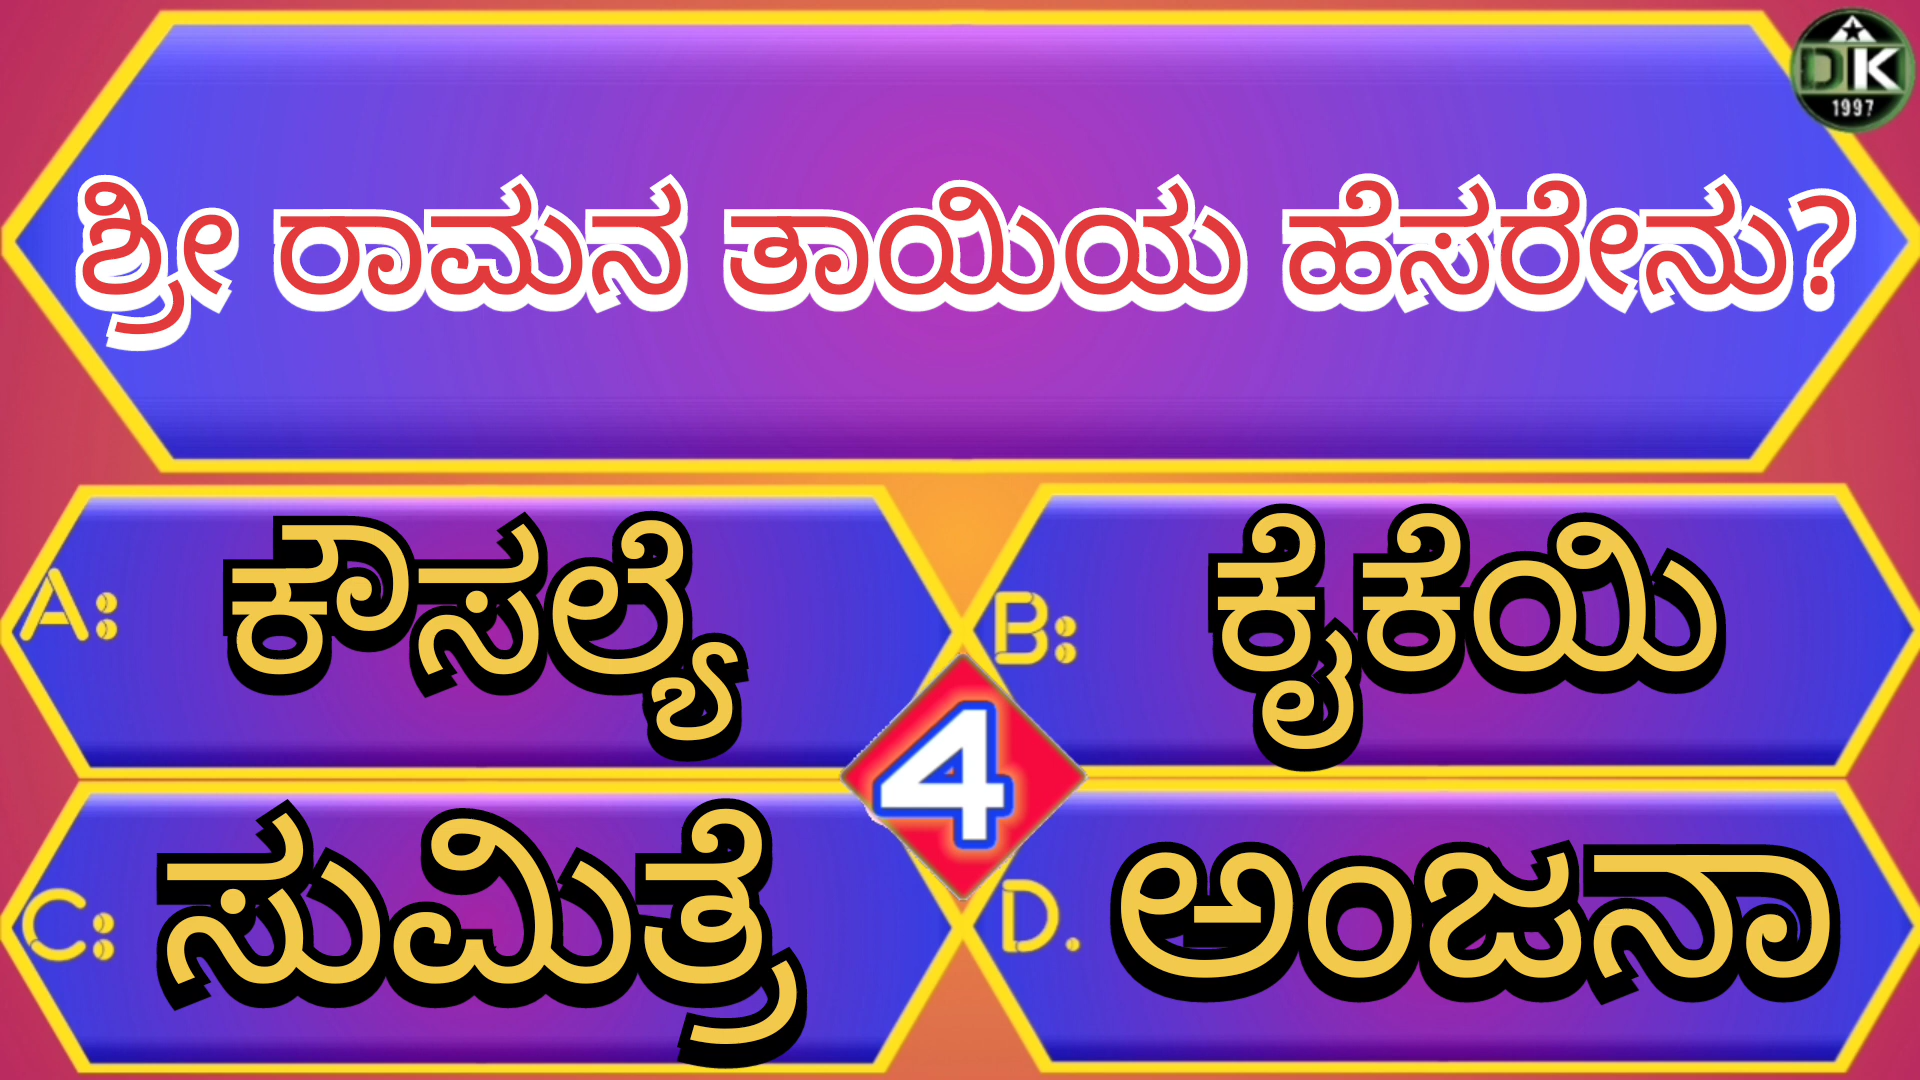 DK
1997
ಶ್ರೀ ರಾಮನ ತಾಯಿಯ ಹೆಸರೇನು?
A: ಕೌಸಲ್ಯೆ
B: ಕೈಕೆಯಿ
4
C: ಸುಮಿತ್ರೆ
D. ಅಂಜನಾ